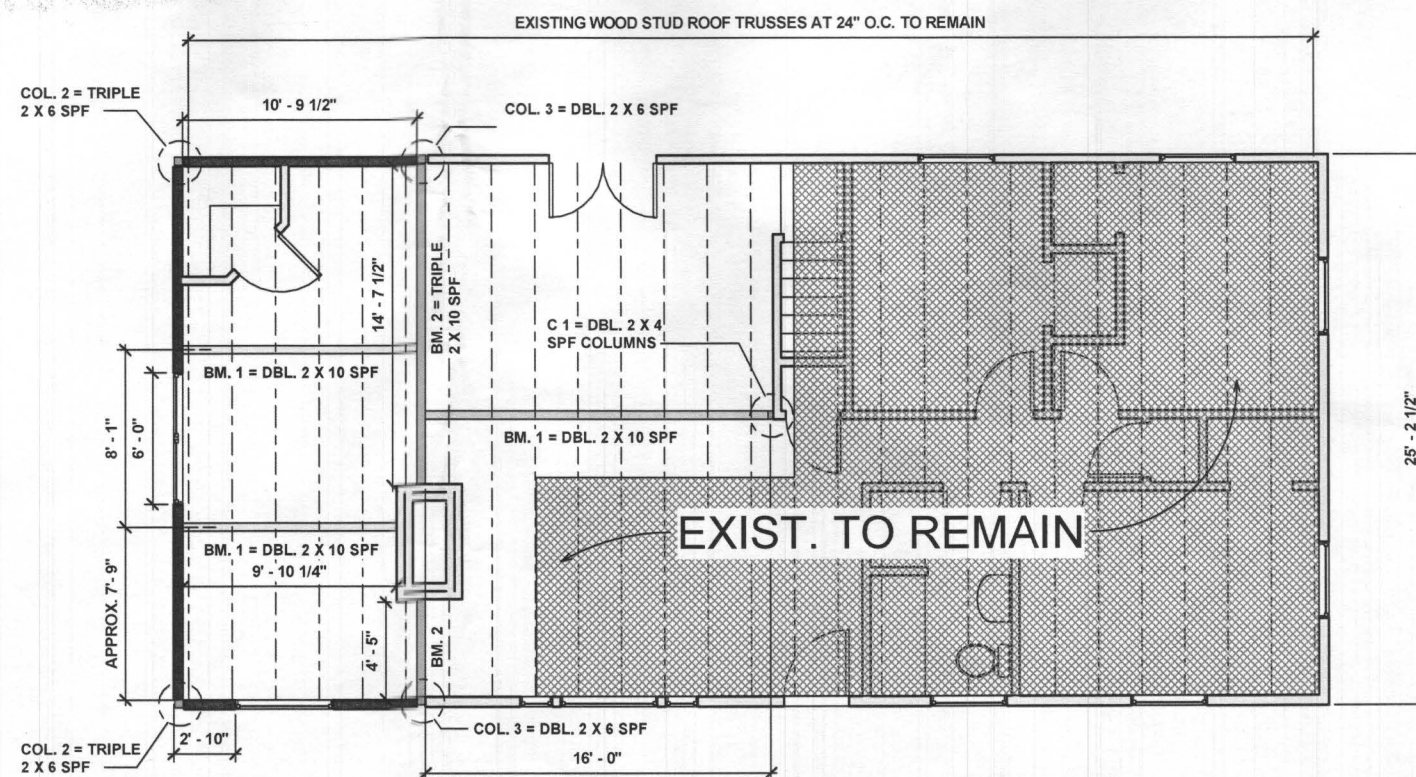 EXISTING WOOD STUD ROOF TRUSSES AT 24" O.C. TO REMAIN
COL. 2 = TRIPLE
2 X 6 SPF
10' - 9 1/2"
COL. 3 = DBL. 2 X 6 SPF
14' - 7 1/2"
BM. 2 = TRIPLE
2 X 10 SPF
C 1 = DBL. 2 X 4
SPF COLUMNS
BM. 1 = DBL. 2 X 10 SPF
8' - 1"
6' - 0"
BM. 1 = DBL. 2 X 10 SPF
25' - 2 1/2"
EXIST. TO REMAIN
BM. 1 = DBL. 2 X 10 SPF
9' - 10 1/4"
APPROX. 7' - 9"
4' - 5"
BM. 2
COL. 3 = DBL. 2 X 6 SPF
2' - 10"
COL. 2 = TRIPLE
2 X 6 SPF
16' - 0"